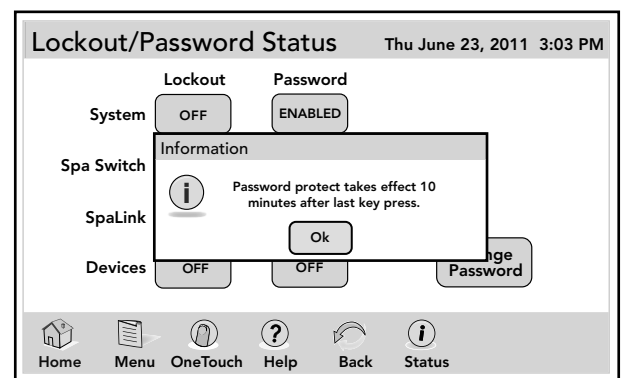 Lockout/Password Status Thu June 23, 2011 3:03 PM
Lockout Password
System OFF ENABLED
Information
Spa Switch
Password protect takes effect 10
minutes after last key press.
SpaLink
Ok
Devices OFF OFF
Password
Home Menu OneTouch Help Back Status